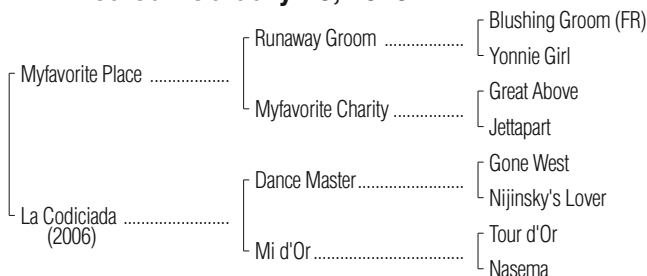 Blushing Groom (FR)
Runaway Groom ................
Yonnie Girl
Myfavorite Place ..................
Great Above
Myfavorite Charity ..............
Jettapart
Gone West
Dance Master.......................
Nijinsky's Lover
La Codiciada ........................
(2006)
Tour d'Or
Mi d'Or.................................
Nasema